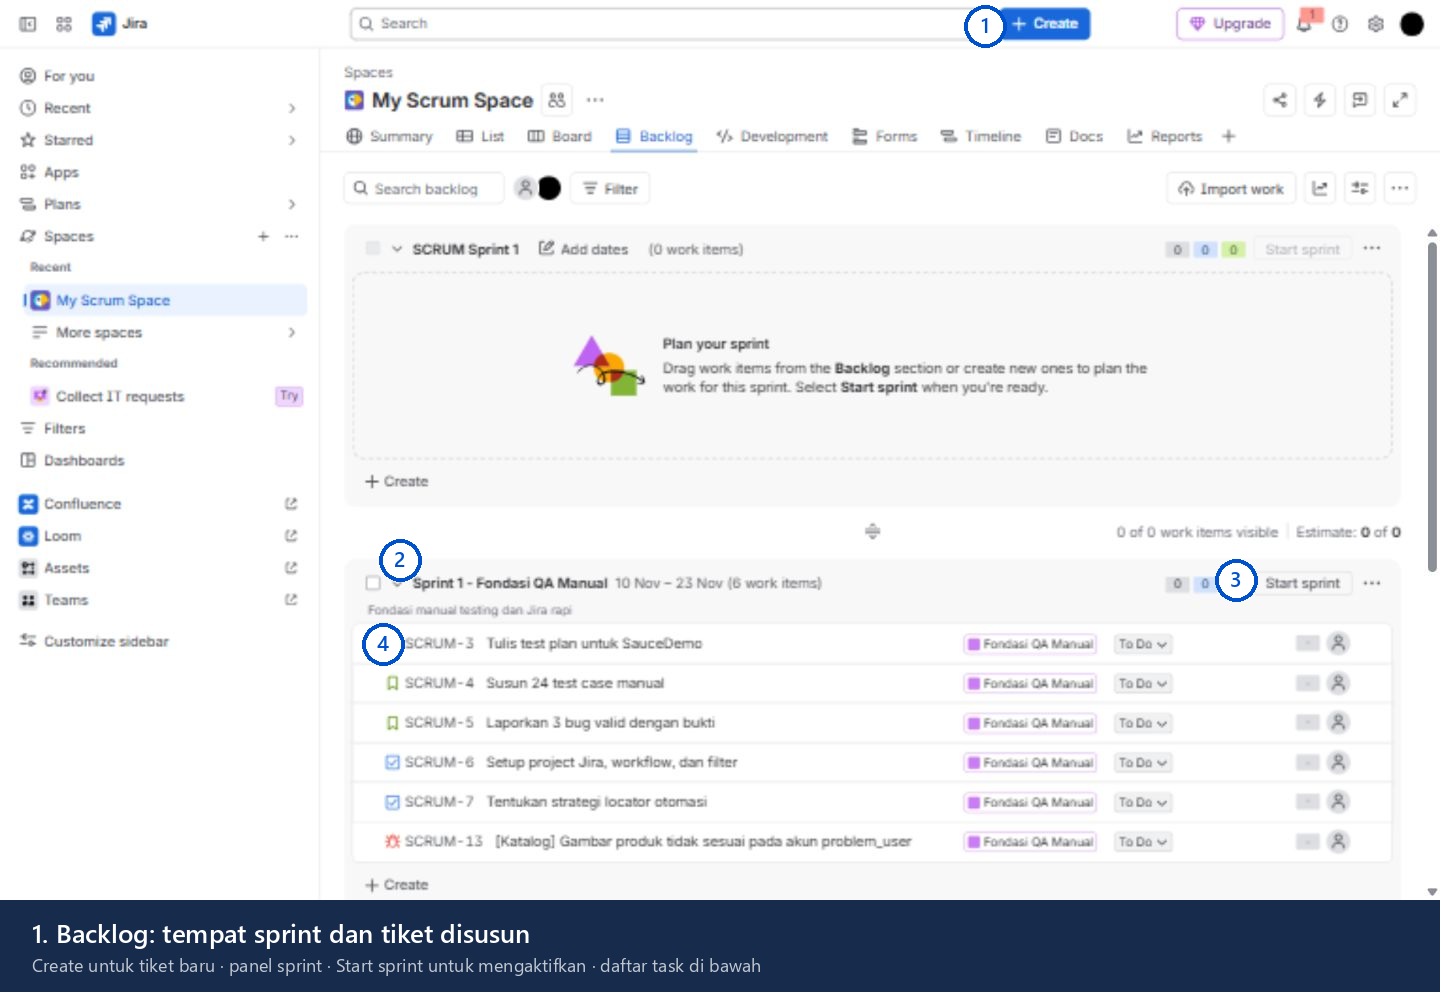 Jira
Search
1
+ Create
Upgrade
1
For you
Recent
Starred
Apps
Plans
Spaces
Recent
My Scrum Space
More spaces
Recommended
Collect IT requests Try
Filters
Dashboards
Confluence
Loom
Assets
Teams
Customize sidebar
Spaces
My Scrum Space
Summary List Board Backlog Development Forms Timeline Docs Reports
Search backlog Filter Import work
SCRUM Sprint 1 Add dates (0 work items) 0 0 0 Start sprint
Plan your sprint
Drag work items from the Backlog section or create new ones to plan the
work for this sprint. Select Start sprint when you're ready.
+ Create
0 of 0 work items visible Estimate: 0 of 0
2
Sprint 1 - Fondasi QA Manual 10 Nov – 23 Nov (6 work items) 0 0 3 Start sprint
Fondasi manual testing dan Jira rapi
4 SCRUM-3 Tulis test plan untuk SauceDemo Fondasi QA Manual To Do -
SCRUM-4 Susun 24 test case manual Fondasi QA Manual To Do -
SCRUM-5 Laporkan 3 bug valid dengan bukti Fondasi QA Manual To Do -
SCRUM-6 Setup project Jira, workflow, dan filter Fondasi QA Manual To Do -
SCRUM-7 Tentukan strategi locator otomasi Fondasi QA Manual To Do -
SCRUM-13 [Katalog] Gambar produk tidak sesuai pada akun problem_user Fondasi QA Manual To Do -
+ Create
1. Backlog: tempat sprint dan tiket disusun
Create untuk tiket baru · panel sprint · Start sprint untuk mengaktifkan · daftar task di bawah